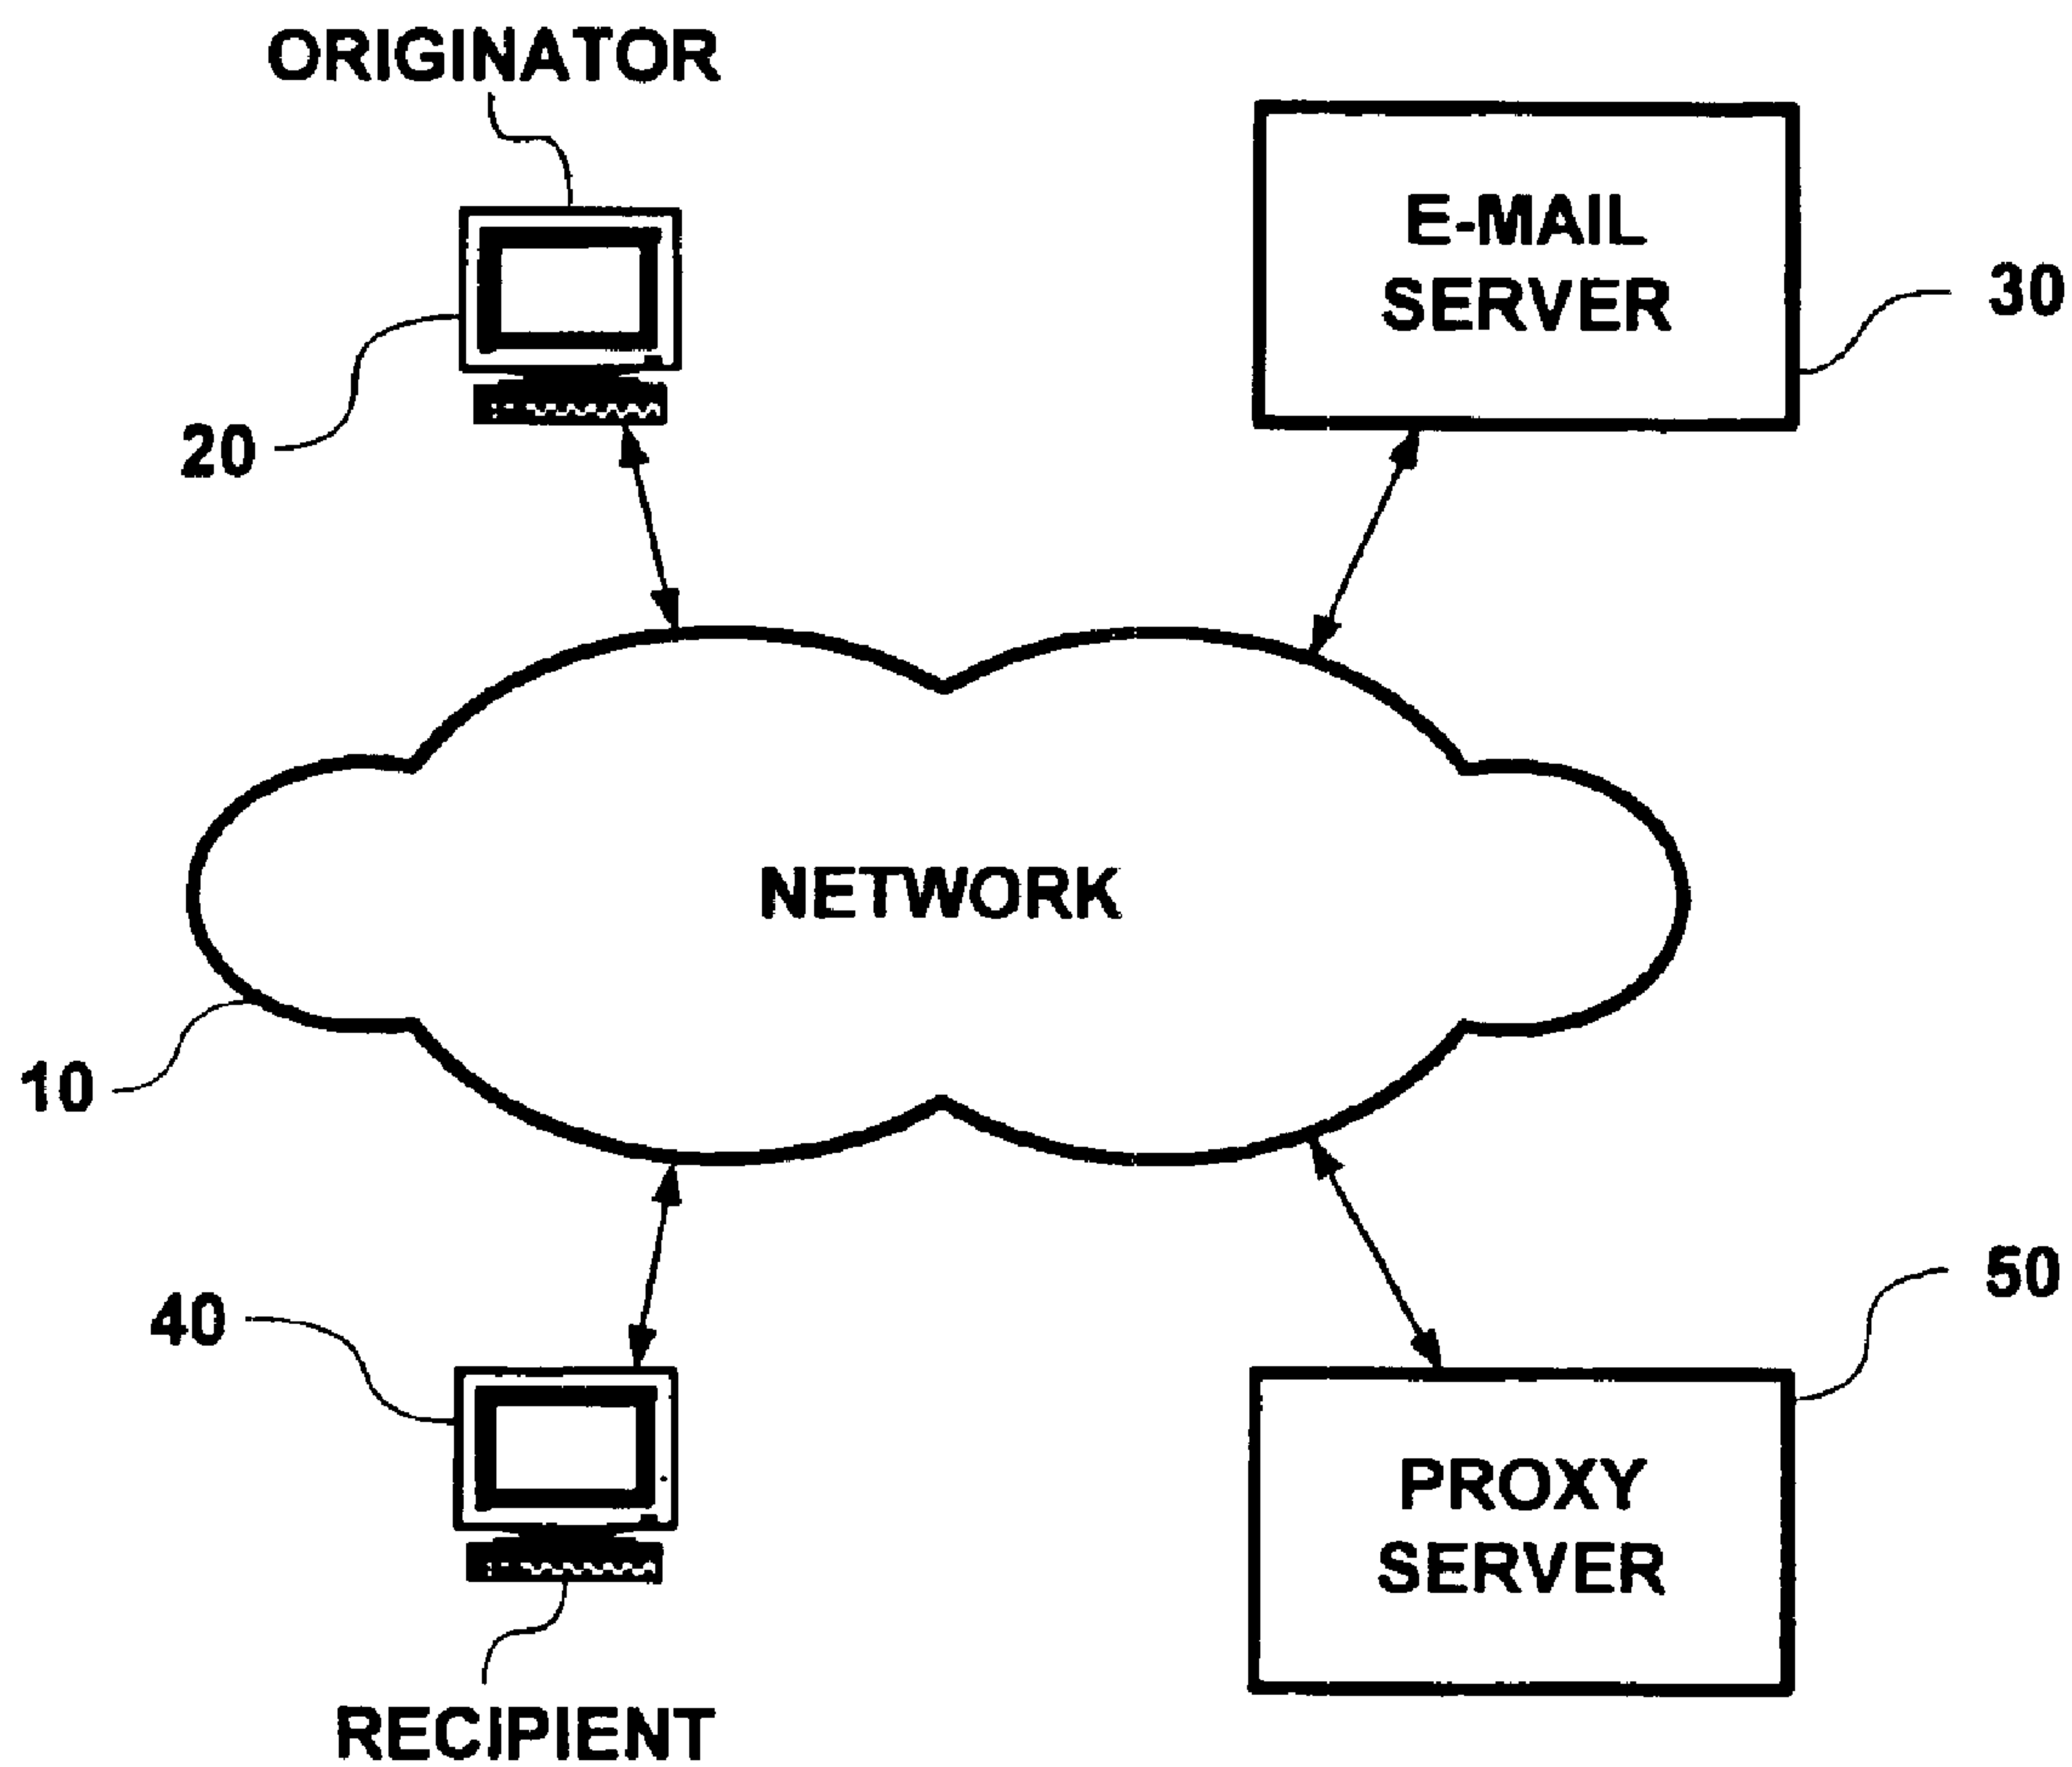 ORIGINATOR
E-MAIL
SERVER
30
20
NETWORK
10
40
50
PROXY
SERVER
RECIPIENT